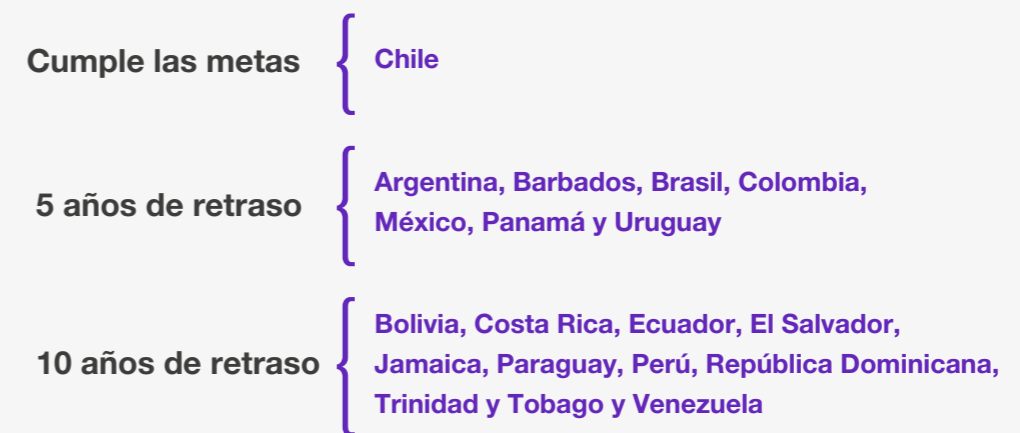 Cumple las metas
Chile
5 años de retraso
Argentina, Barbados, Brasil, Colombia,
México, Panamá y Uruguay
10 años de retraso
Bolivia, Costa Rica, Ecuador, El Salvador,
Jamaica, Paraguay, Perú, República Dominicana,
Trinidad y Tobago y Venezuela